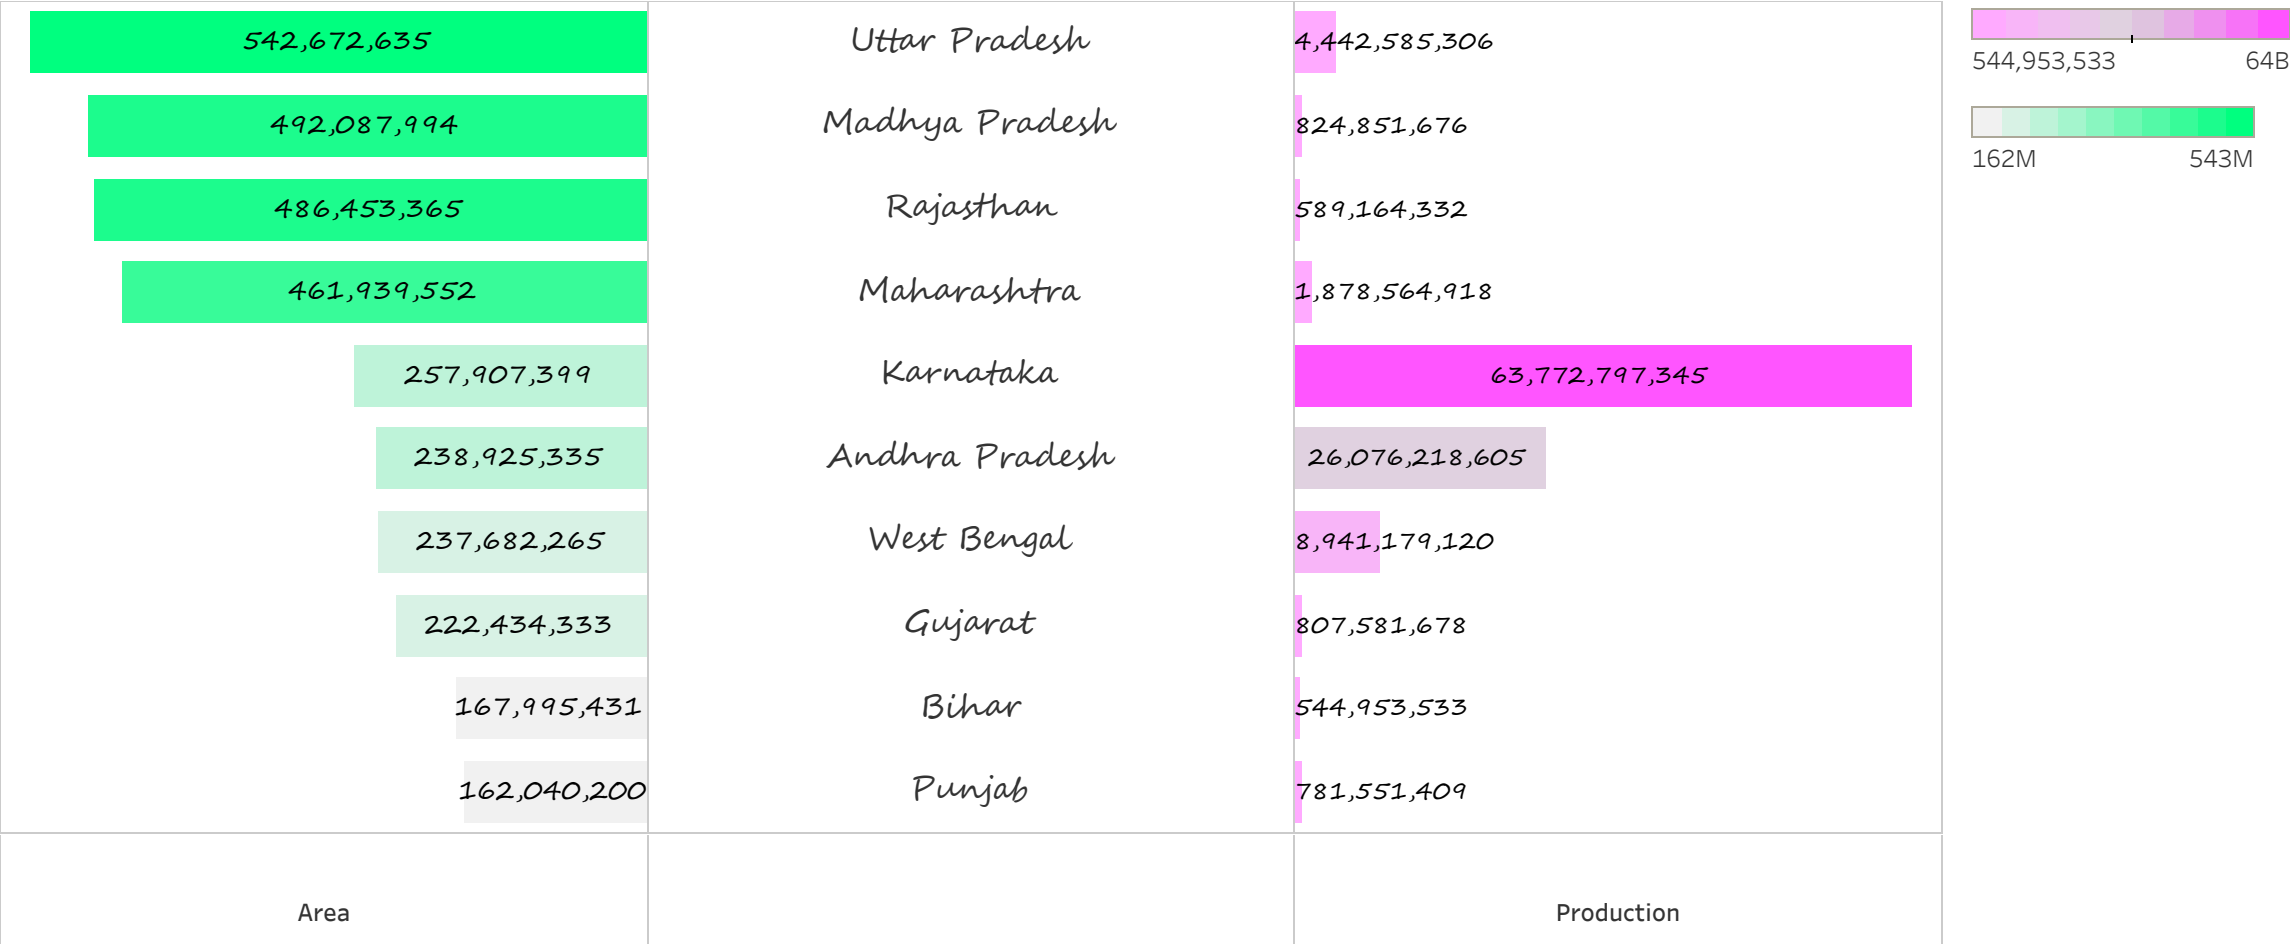 542,672,635 Uttar Pradesh 4,442,585,306
492,087,994 Madhya Pradesh 824,851,676
486,453,365 Rajasthan 589,164,332
461,939,552 Maharashtra 1,878,564,918
257,907,399 Karnataka 63,772,797,345
238,925,335 Andhra Pradesh 26,076,218,605
237,682,265 West Bengal 8,941,179,120
222,434,333 Gujarat 807,581,678
167,995,431 Bihar 544,953,533
162,040,200 Punjab 781,551,409
Area Production
544,953,533 64B
162M 543M